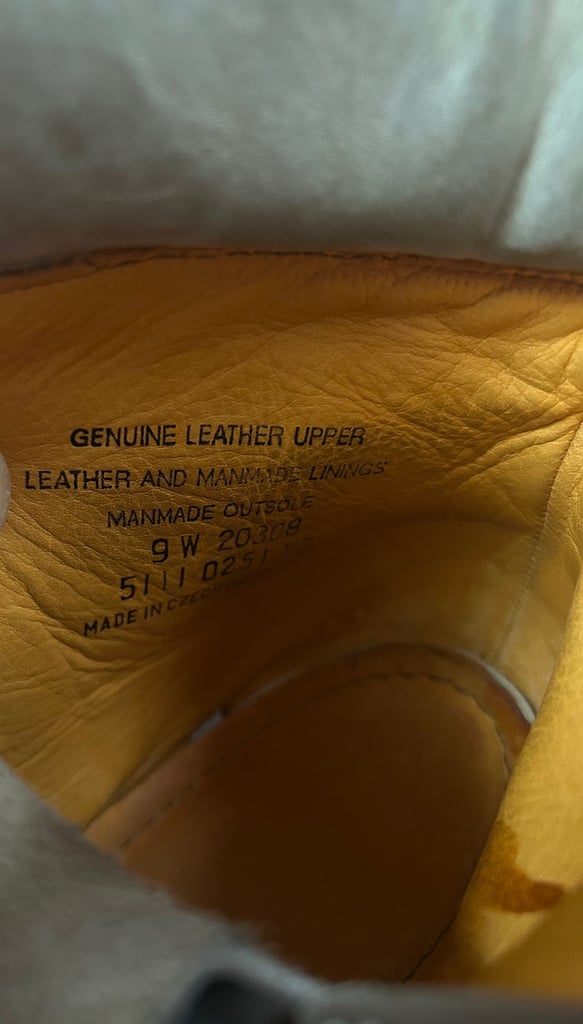 GENUINE LEATHER UPPER
LEATHER AND MANMADE LININGS
MANMADE OUTSOLE
9 W 20308
5111 0251
MADE IN